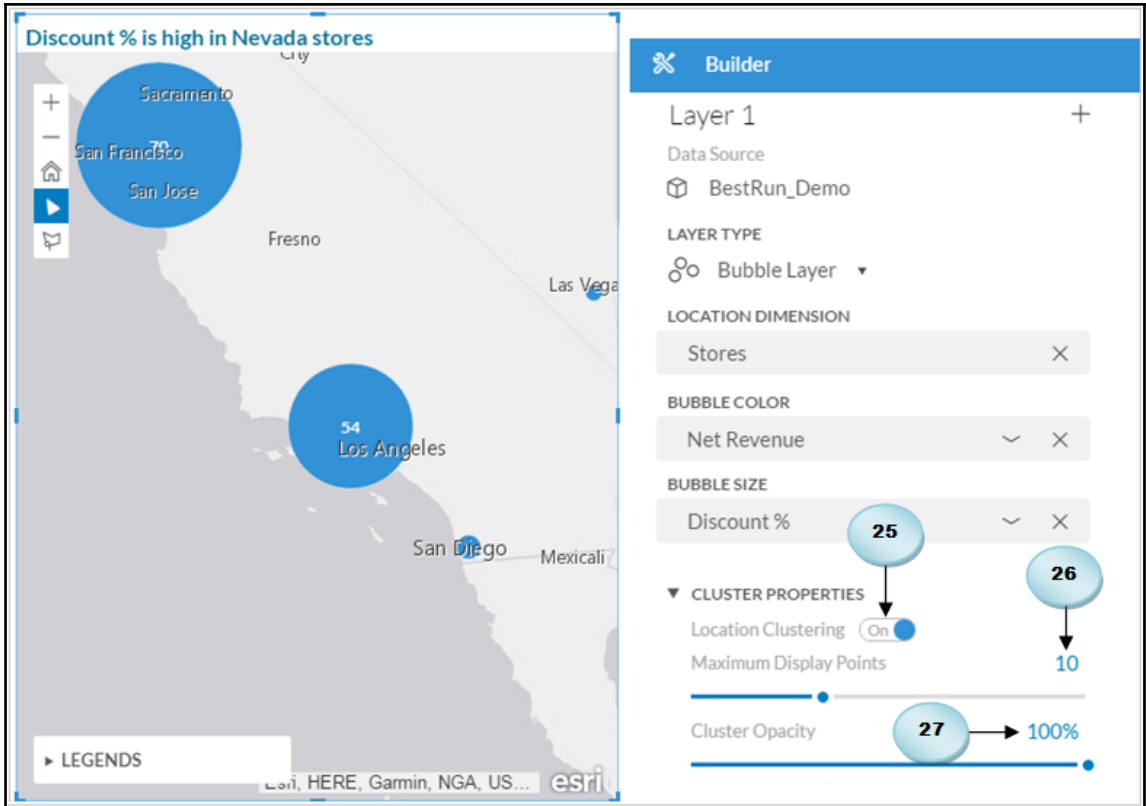 Discount % is high in Nevada stores
City
Sacramento
70
San Francisco
San Jose
Fresno
Las Vega
54
Los Angeles
San Diego
Mexicali
LEGENDS
Esri, HERE, Garmin, NGA, US...
esri
Builder
Layer 1
Data Source
BestRun_Demo
LAYER TYPE
Bubble Layer
LOCATION DIMENSION
Stores
BUBBLE COLOR
Net Revenue
BUBBLE SIZE
Discount %
25
26
CLUSTER PROPERTIES
Location Clustering On
Maximum Display Points 10
Cluster Opacity 27 100%